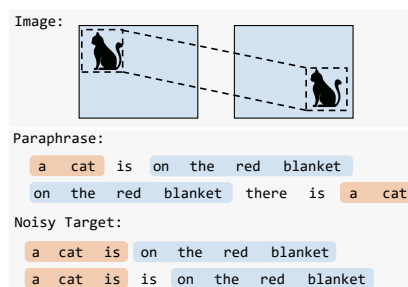 Image:
Paraphrase:
a cat is on the red blanket
on the red blanket there is a cat
Noisy Target:
a cat is on the red blanket
a cat is is on the red blanket